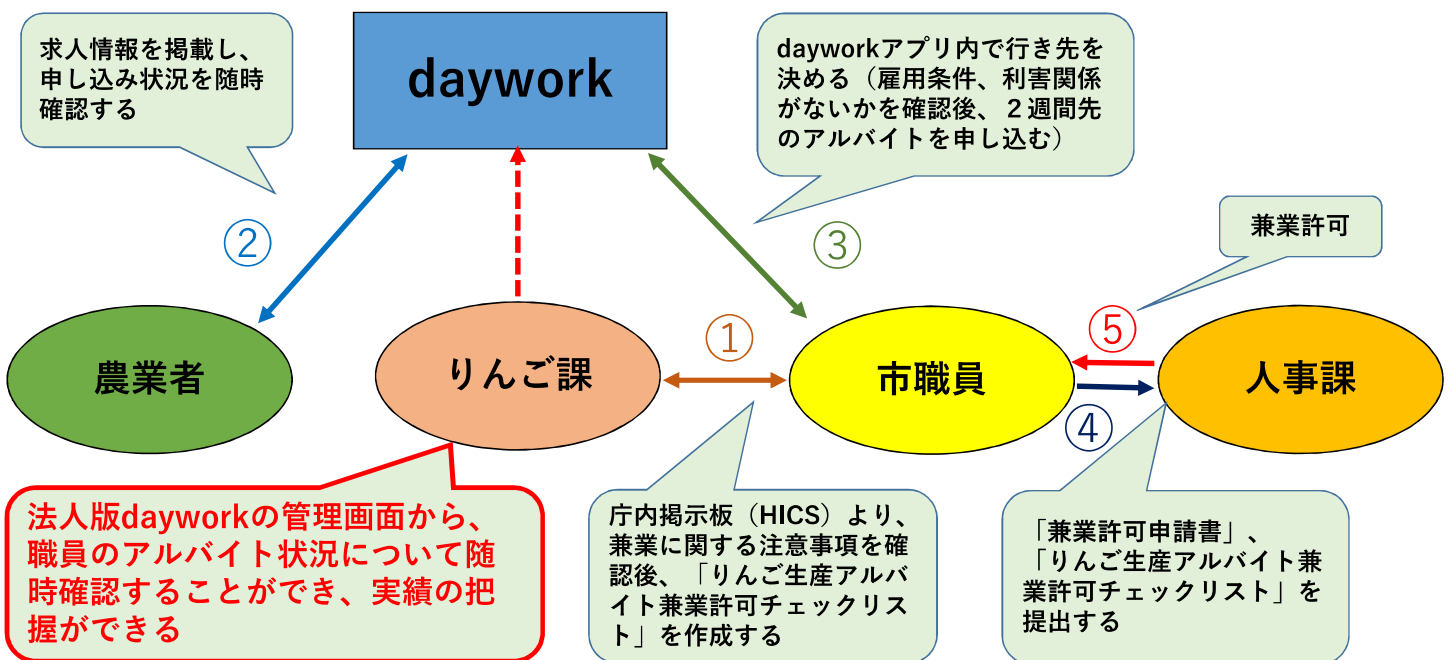 求人情報を掲載し、
申し込み状況を随時
確認する
daywork
dayworkアプリ内で行き先を
決める（雇用条件、利害関係
がないかを確認後、２週間先
のアルバイトを申し込む）
②
③
兼業許可
農業者
りんご課
①
市職員
⑤
④
人事課
法人版dayworkの管理画面から、
職員のアルバイト状況について随
時確認することができ、実績の把
握ができる
庁内掲示板（HICS）より、
兼業に関する注意事項を確
認後、「りんご生産アルバ
イト兼業許可チェックリス
ト」を作成する
「兼業許可申請書」、
「りんご生産アルバイト兼
業許可チェックリスト」を
提出する